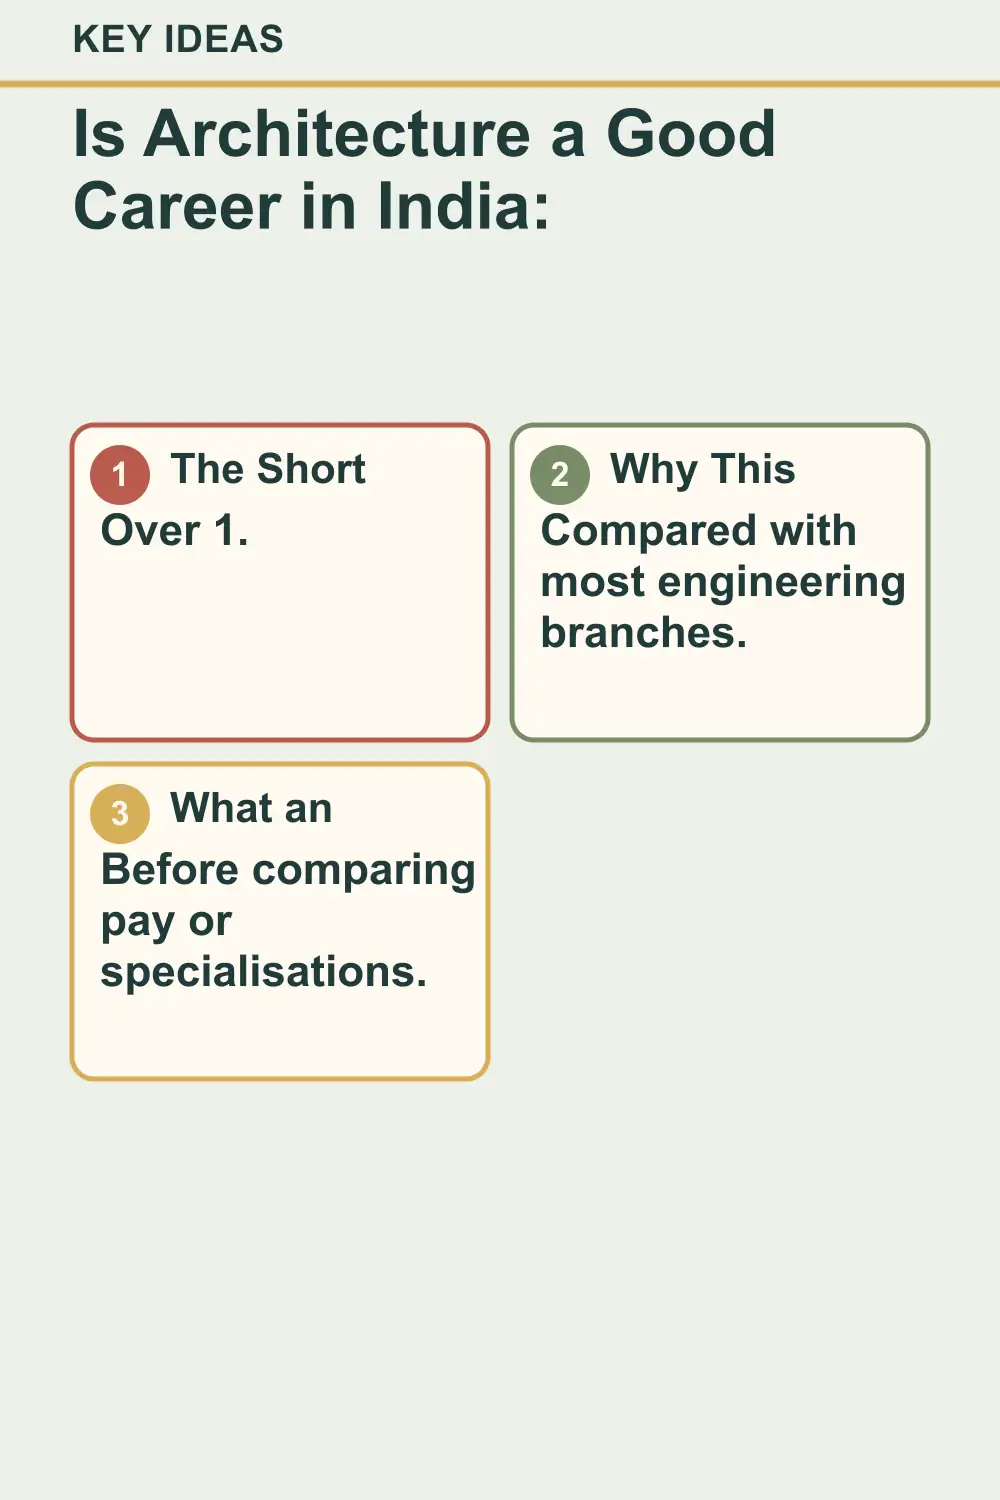 KEY IDEAS
Is Architecture a Good
Career in India:
1 The Short
Over 1.
2 Why This
Compared with
most engineering
branches.
3 What an
Before comparing
pay or
specialisations.